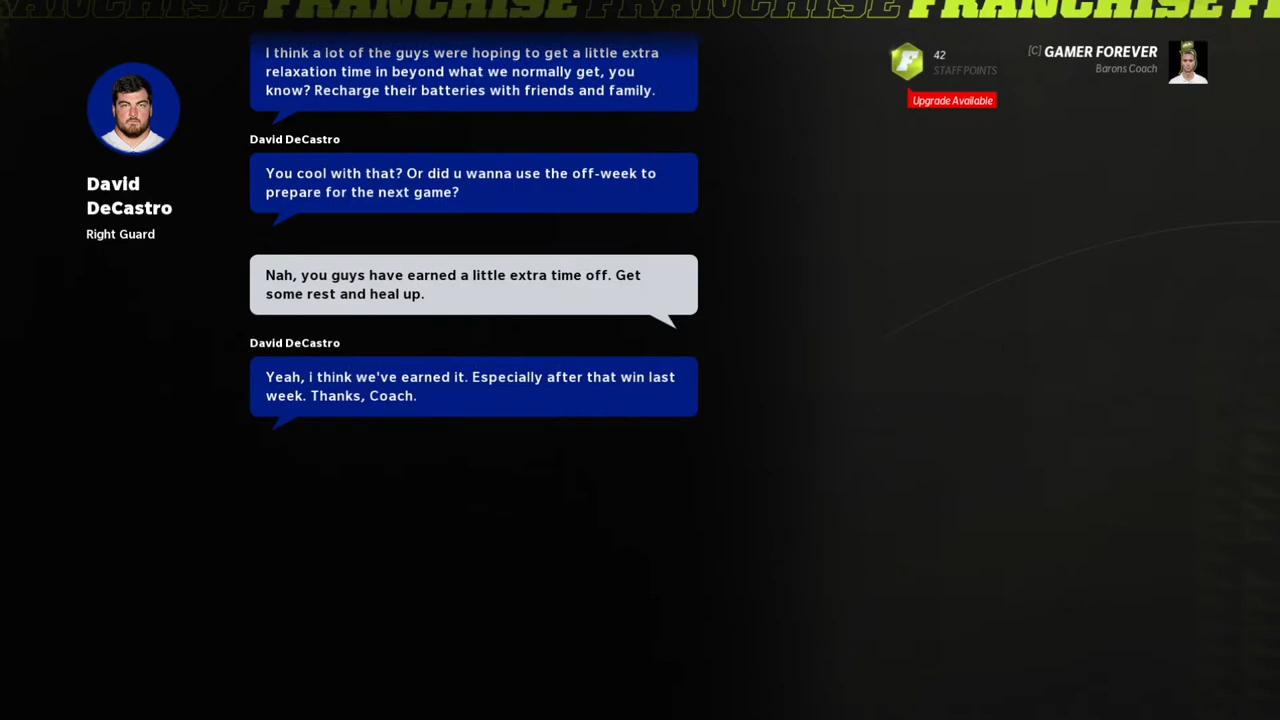 FRANCHISE FRANCHISE FRANCHISE FRANCHISE
I think a lot of the guys were hoping to get a little extra
relaxation time in beyond what we normally get, you
know? Recharge their batteries with friends and family.
David DeCastro
You cool with that? Or did u wanna use the off-week to
prepare for the next game?
Nah, you guys have earned a little extra time off. Get
some rest and heal up.
David DeCastro
Yeah, i think we've earned it. Especially after that win last
week. Thanks, Coach.
David
DeCastro
Right Guard
42
STAFF POINTS
Upgrade Available
[C] GAMER FOREVER
Barons Coach